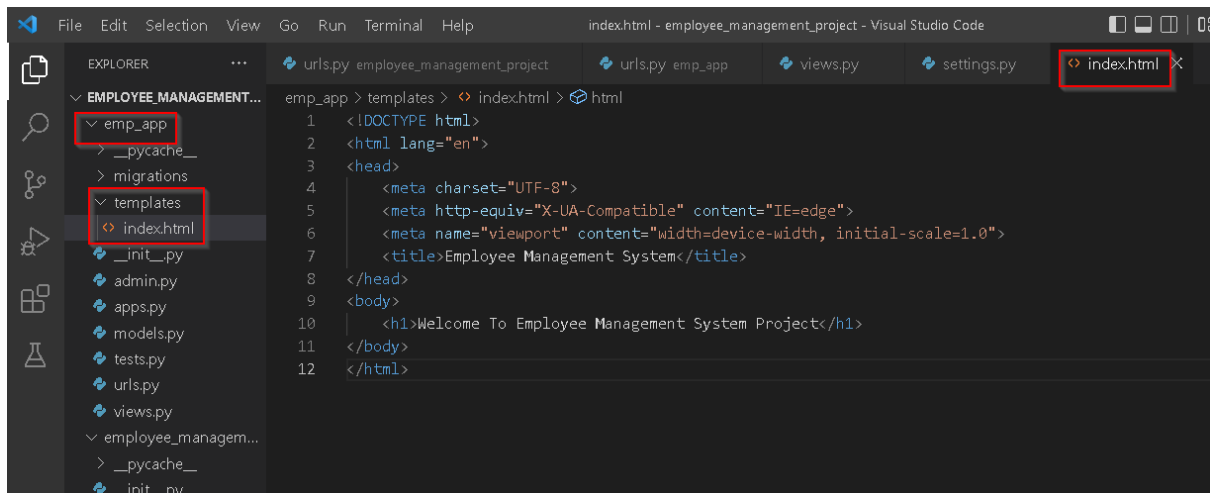 File Edit Selection View Go Run Terminal Help index.html - employee_management_project - Visual Studio Code
EXPLORER ···
EMPLOYEE_MANAGEMENT...
emp_app
__pycache__
migrations
templates
index.html
__init__.py
admin.py
apps.py
models.py
tests.py
urls.py
views.py
employee_managem...
__pycache__
__init__.py
urls.py employee_management_project urls.py emp_app views.py settings.py index.html
emp_app > templates > index.html > html
1 <!DOCTYPE html>
2 <html lang="en">
3 <head>
4 <meta charset="UTF-8">
5 <meta http-equiv="X-UA-Compatible" content="IE=edge">
6 <meta name="viewport" content="width=device-width, initial-scale=1.0">
7 <title>Employee Management System</title>
8 </head>
9 <body>
10 <h1>Welcome To Employee Management System Project</h1>
11 </body>
12 </html>